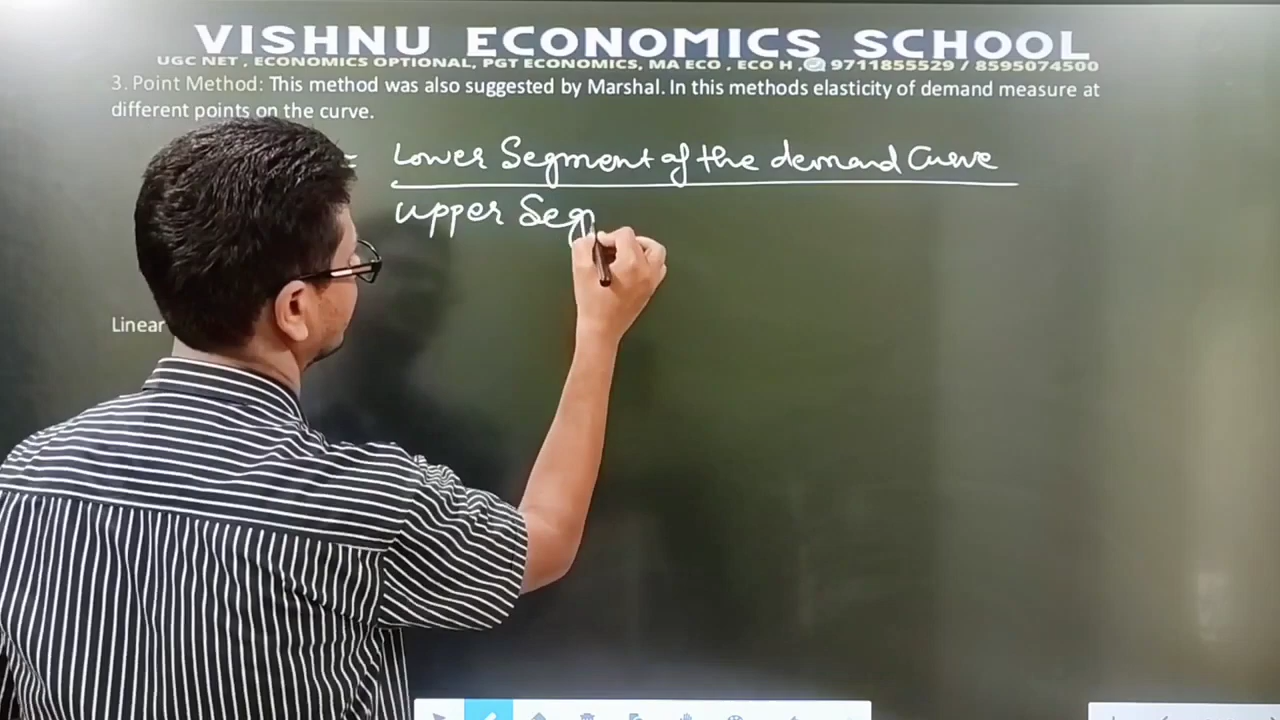 VISHNU ECONOMICS SCHOOL
UGC NET , ECONOMICS OPTIONAL, PGT ECONOMICS, MA ECO , ECO H , 9711855529 / 8595074500
3. Point Method: This method was also suggested by Marshal. In this methods elasticity of demand measure at
different points on the curve.
= Lower Segment of the demand Curve
Upper Seg
Linear